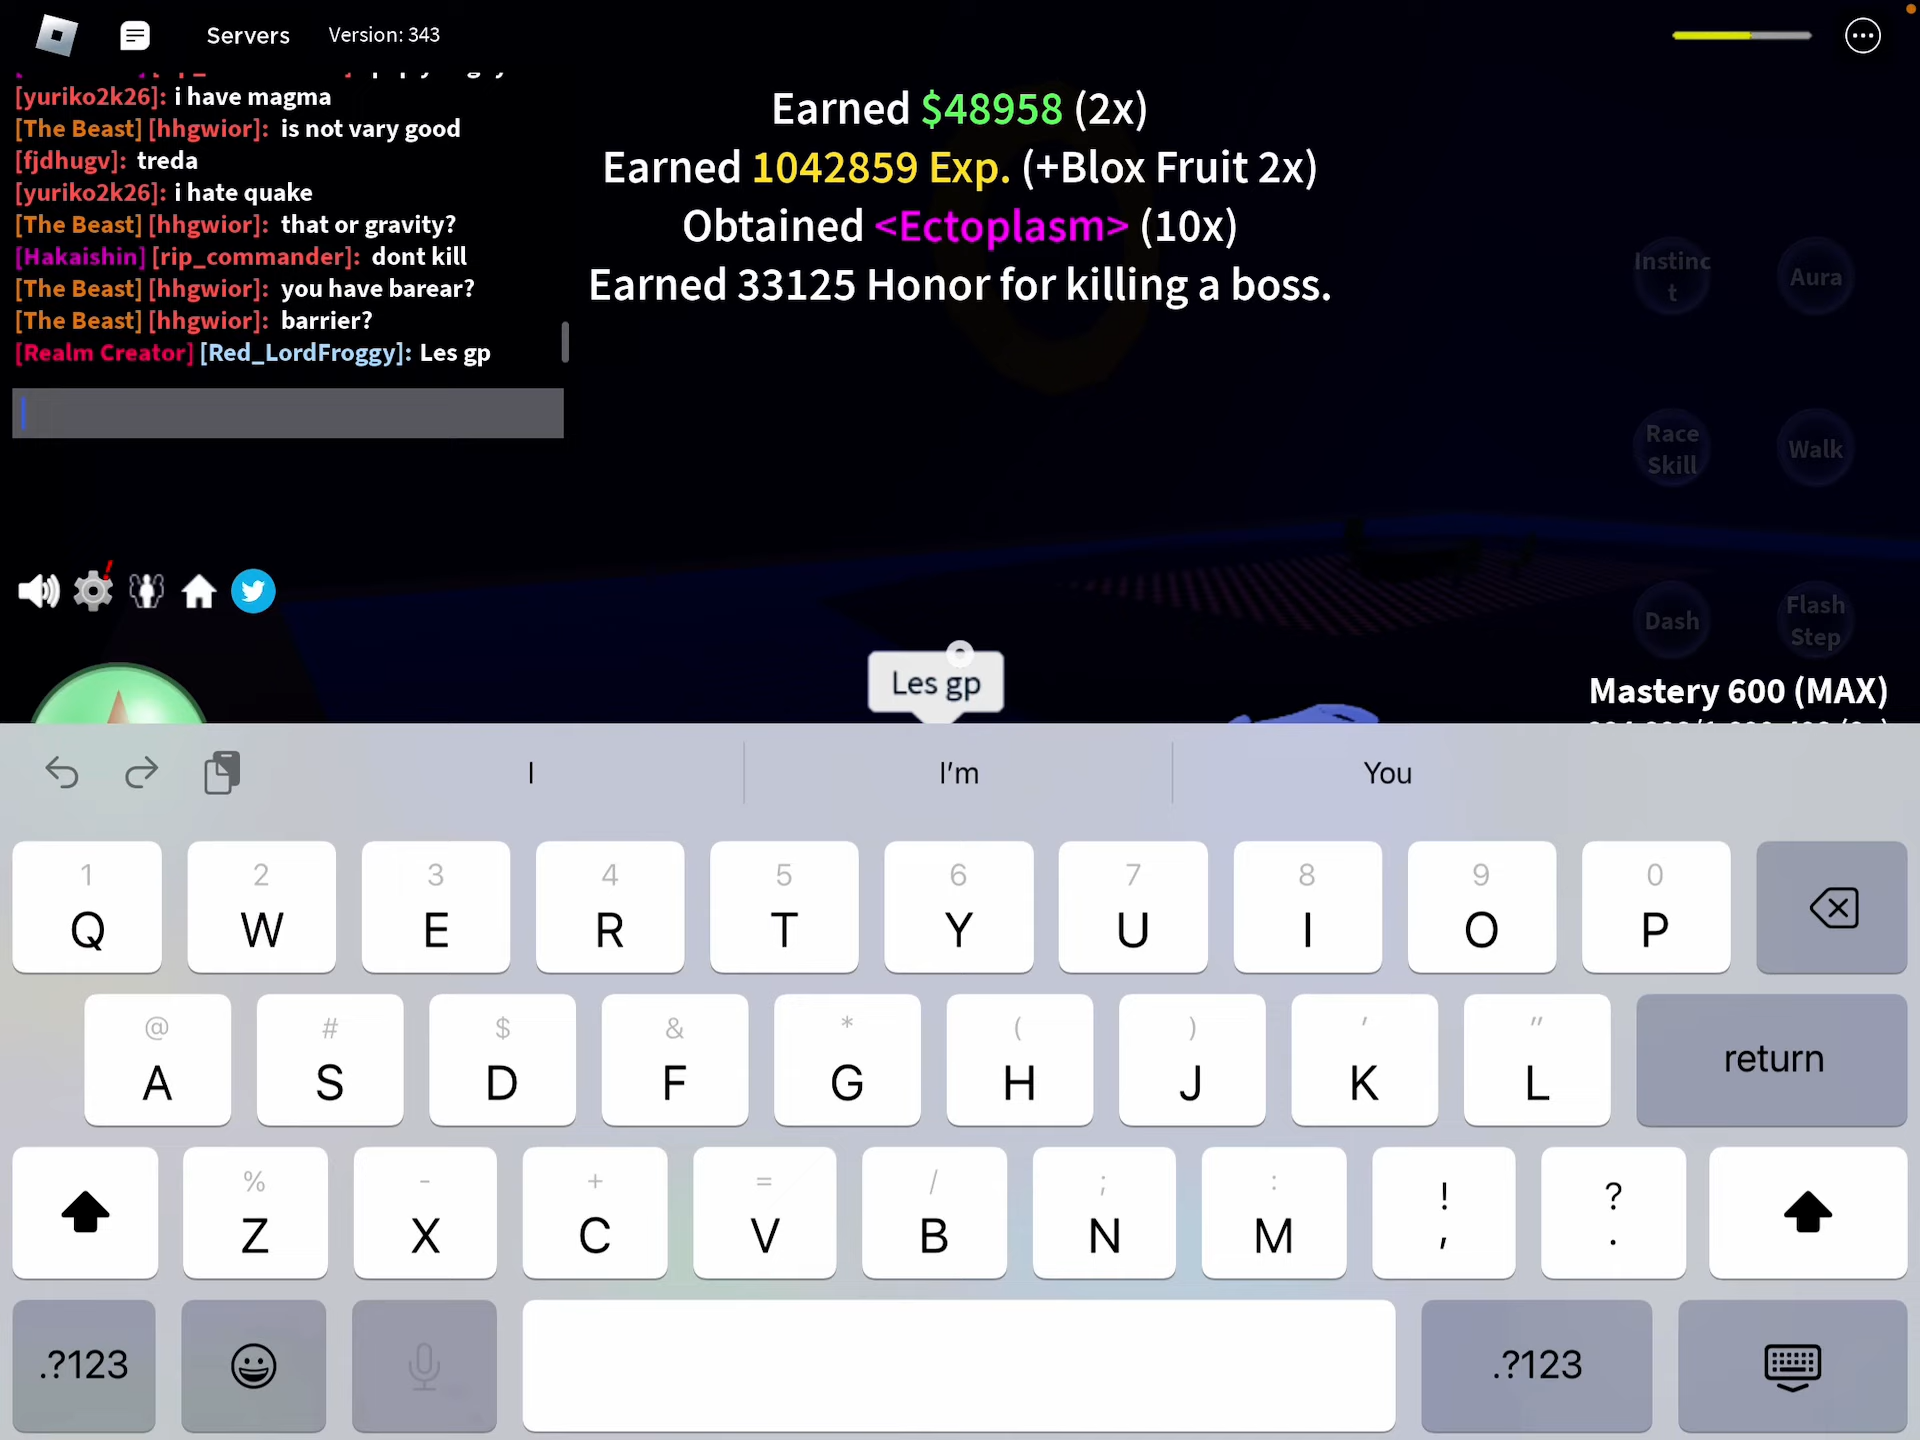 Servers Version: 343
[yuriko2k26]: i have magma
[The Beast] [hhgwior]: is not vary good
[fjdhugv]: treda
[yuriko2k26]: i hate quake
[The Beast] [hhgwior]: that or gravity?
[Hakaishin] [rip_commander]: dont kill
[The Beast] [hhgwior]: you have barear?
[The Beast] [hhgwior]: barrier?
[Realm Creator] [Red_LordFroggy]: Les gp
Earned $48958 (2x)
Earned 1042859 Exp. (+Blox Fruit 2x)
Obtained <Ectoplasm> (10x)
Earned 33125 Honor for killing a boss.
Instinc
t
Aura
Race
Skill
Walk
Dash
Flash
Step
Les gp
Mastery 600 (MAX)
I I'm You
1 2 3 4 5 6 7 8 9 0
Q W E R T Y U I O P
@ # $ & * ( ) ' "
A S D F G H J K L return
% - + = / ; : ! ?
Z X C V B N M , .
.?123 .?123